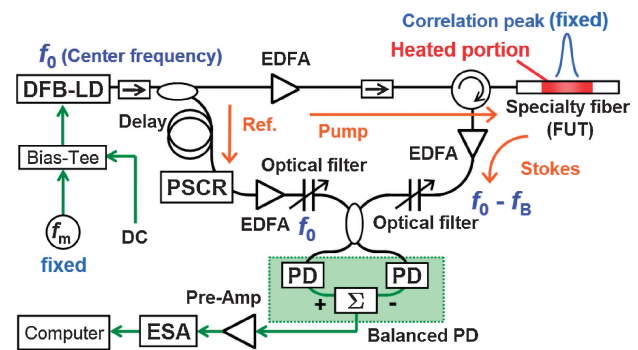 Correlation peak (fixed)
f0 (Center frequency)
EDFA
Heated portion
DFB-LD
Specialty fiber
(FUT)
Delay
Ref.
Pump
EDFA
Stokes
Bias-Tee
PSCR
Optical filter
EDFA
f0
Optical filter
f0 - fB
fm
DC
fixed
PD
PD
+
Σ
-
Pre-Amp
Balanced PD
Computer
ESA